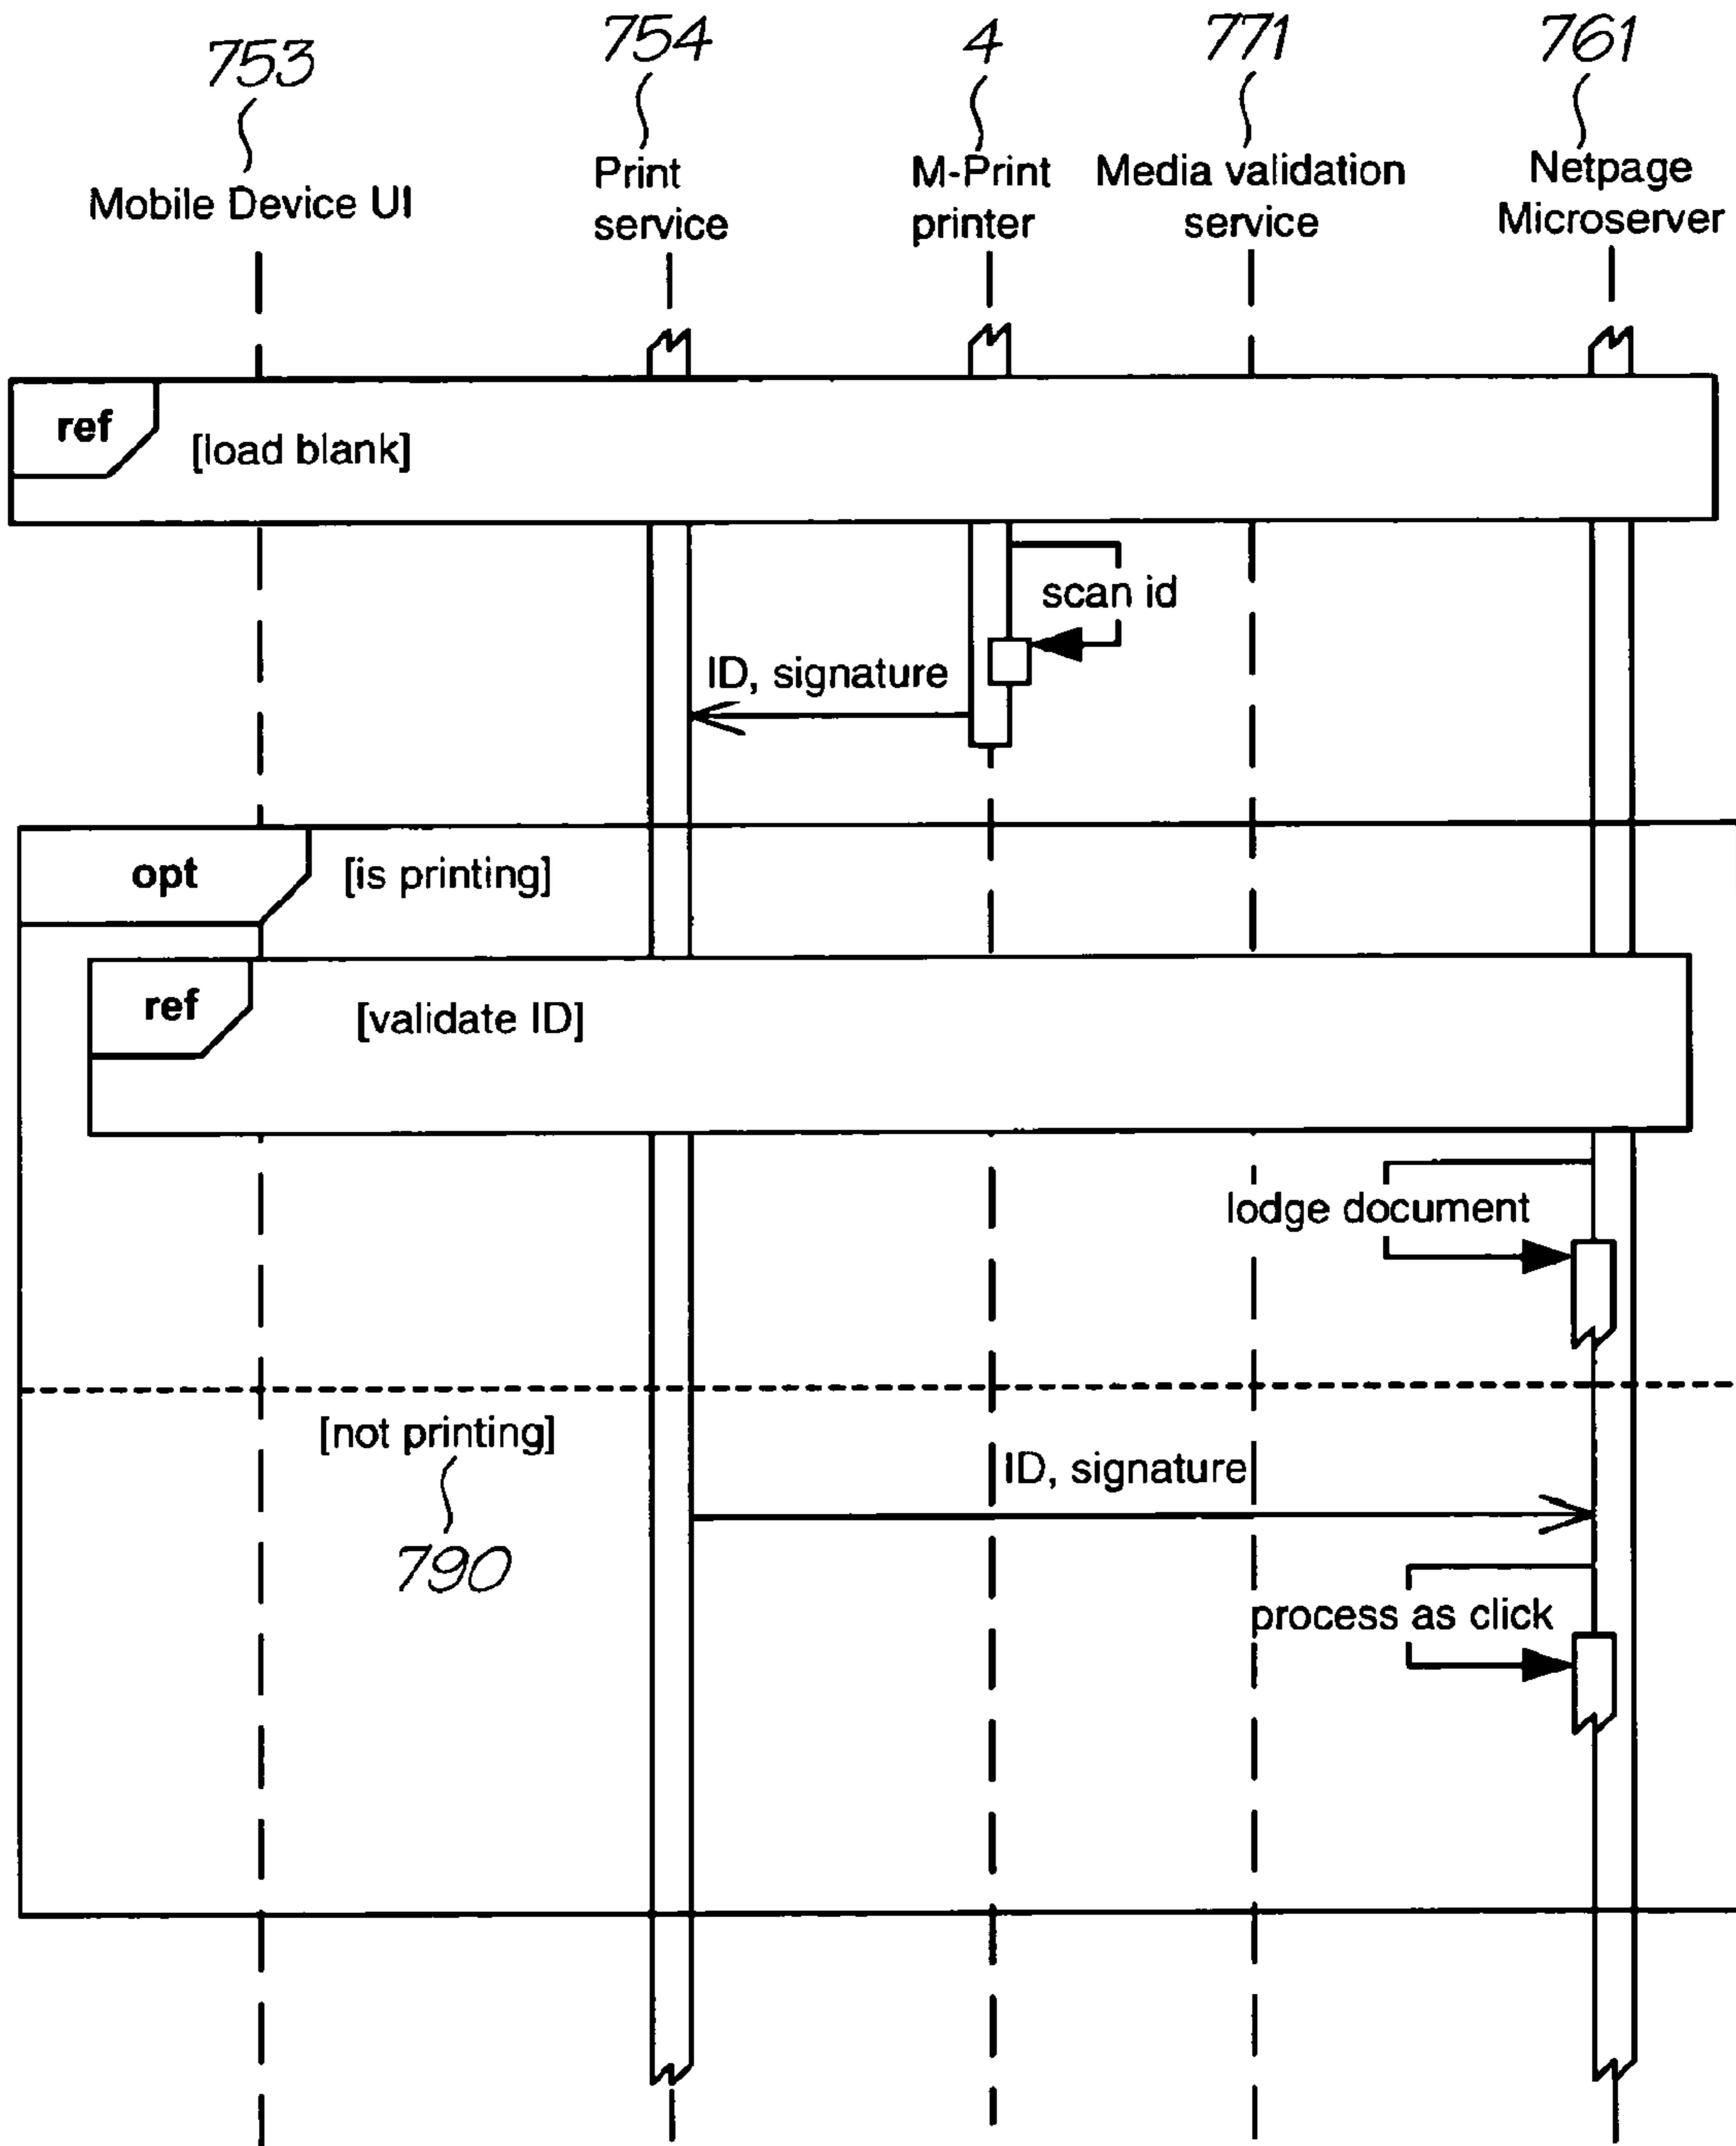 753
754
4
771
761
Mobile Device UI
Print
service
M-Print
printer
Media validation
service
Netpage
Microserver
ref
[load blank]
scan id
ID, signature
opt
[is printing]
ref
[validate ID]
lodge document
[not printing]
790
ID, signature
process as click